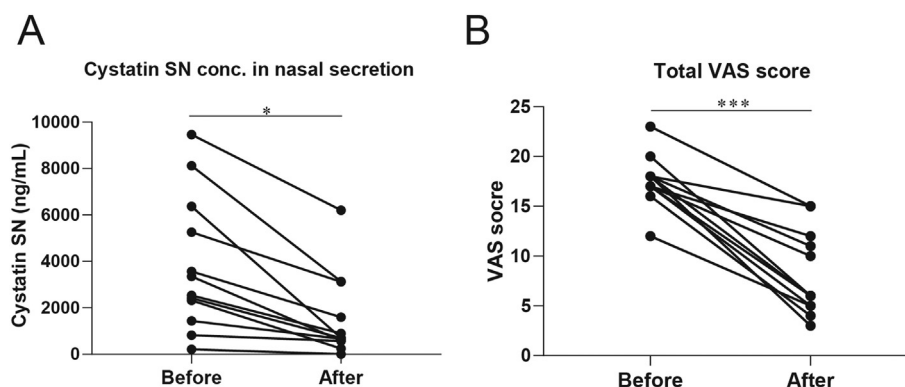 A
Cystatin SN conc. in nasal secretion
*
Cystatin SN (ng/mL)
10000
8000
6000
4000
2000
0
Before
After
B
Total VAS score
***
VAS socre
25
20
15
10
5
0
Before
After